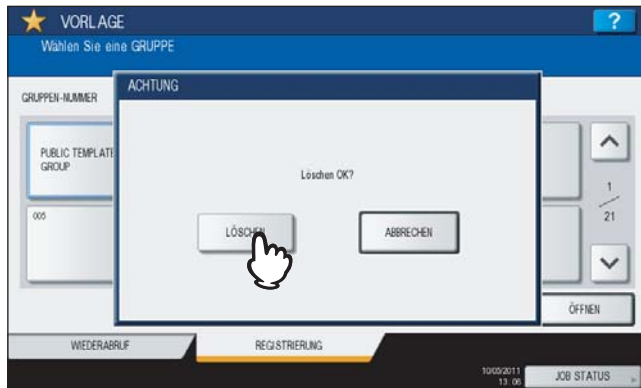 VORLAGE
?
Wählen Sie eine GRUPPE
ACHTUNG
GRUPPEN-NUMMER
PUBLIC TEMPLATE
GROUP
Löschen OK?
1
21
005
LÖSCHEN
ABBRECHEN
ÖFFNEN
WIEDERABRUF
REGISTRIERUNG
10/05/2011
13:06
JOB STATUS